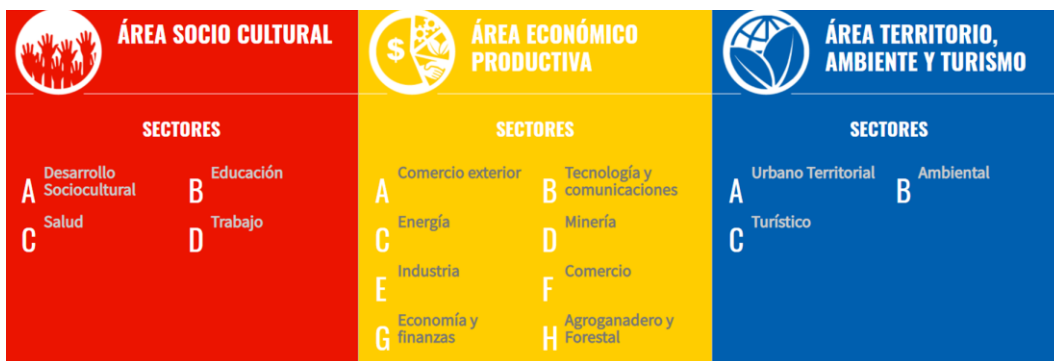 ÁREA SOCIO CULTURAL
SECTORES
A Desarrollo
Sociocultural
B Educación
C Salud
D Trabajo
$
ÁREA ECONÓMICO
PRODUCTIVA
SECTORES
A Comercio exterior
B Tecnología y
comunicaciones
C Energía
D Minería
E Industria
F Comercio
G Economía y
finanzas
H Agroganadero y
Forestal
ÁREA TERRITORIO,
AMBIENTE Y TURISMO
SECTORES
A Urbano Territorial
B Ambiental
C Turístico